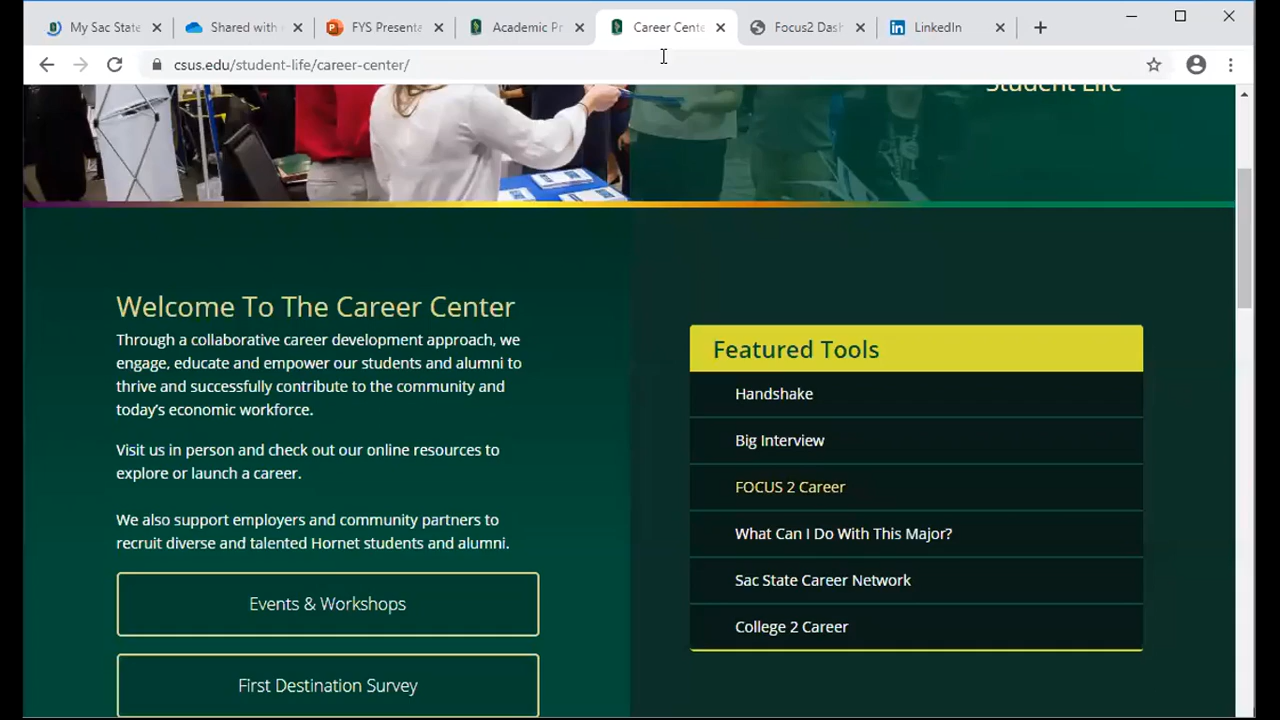 My Sac State
Shared with
FYS Presenta
Academic Pr
Career Cente
Focus2 Dash
LinkedIn
csus.edu/student-life/career-center/
Student Life
Welcome To The Career Center
Through a collaborative career development approach, we
engage, educate and empower our students and alumni to
thrive and successfully contribute to the community and
today's economic workforce.
Visit us in person and check out our online resources to
explore or launch a career.
We also support employers and community partners to
recruit diverse and talented Hornet students and alumni.
Events & Workshops
First Destination Survey
Featured Tools
Handshake
Big Interview
FOCUS 2 Career
What Can I Do With This Major?
Sac State Career Network
College 2 Career